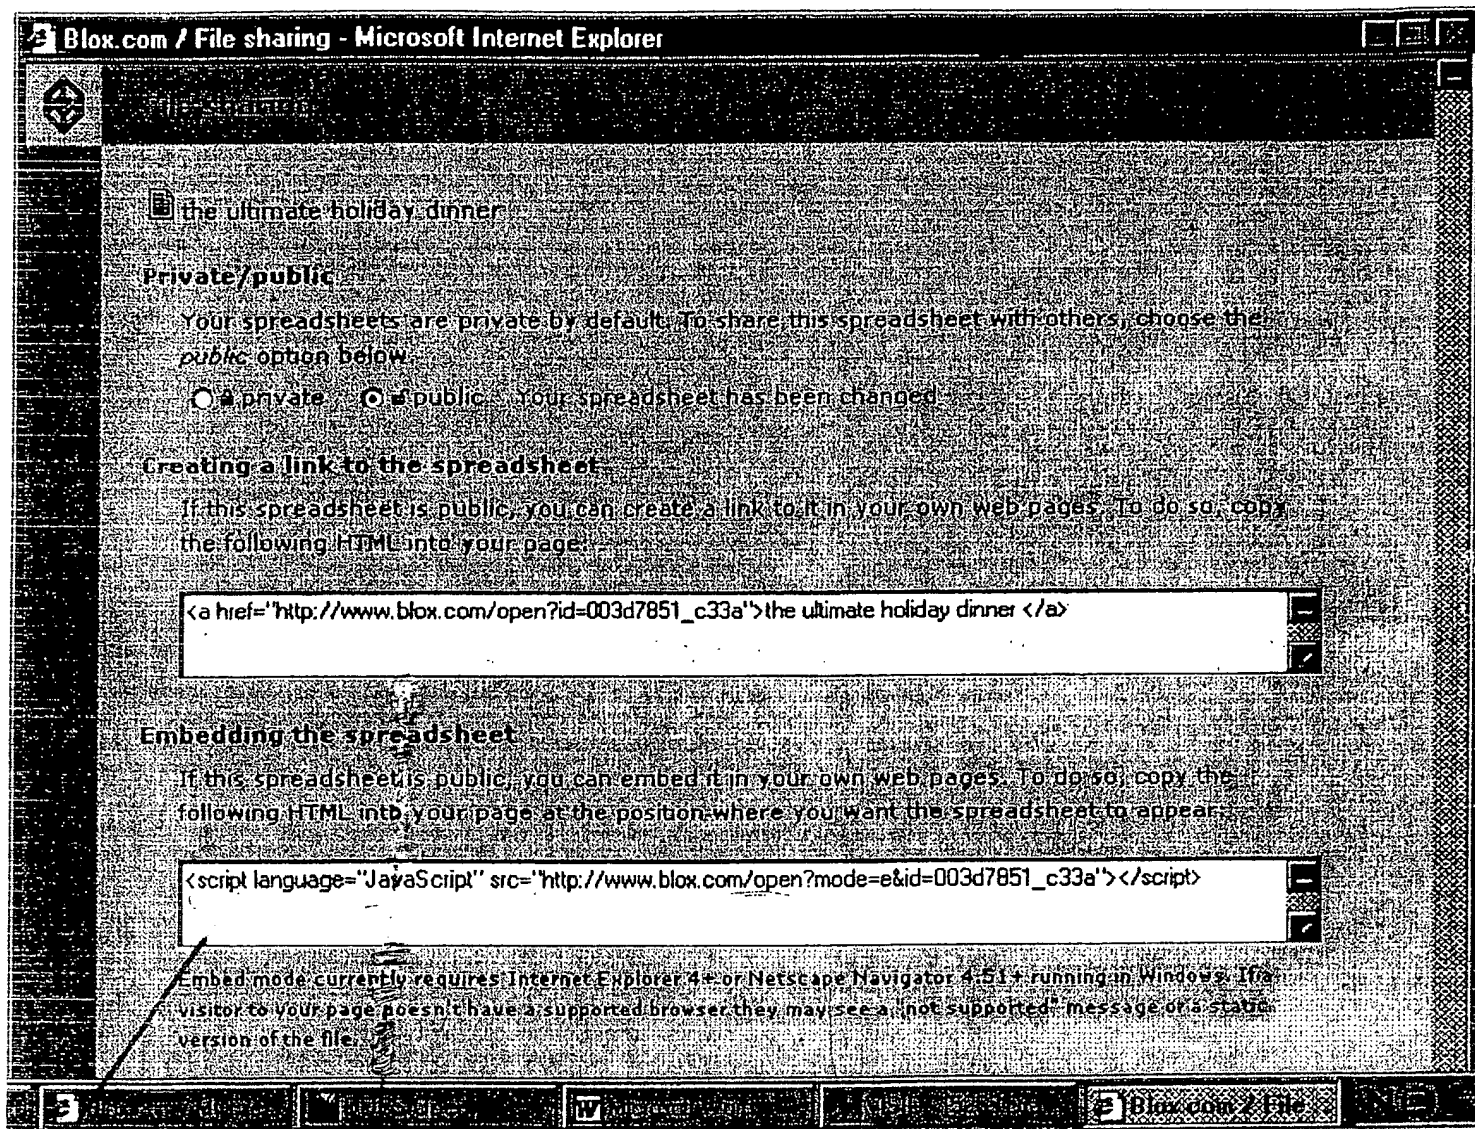 Blox.com / File sharing - Microsoft Internet Explorer
File sharing
the ultimate holiday dinner
Private/public
Your spreadsheets are private by default. To share this spreadsheet with others, choose the
public option below.
private public Your spreadsheet has been changed
Creating a link to the spreadsheet
If this spreadsheet is public, you can create a link to it in your own web pages. To do so, copy
the following HTML into your page:
<a href="http://www.blox.com/open?id=003d7851_c33a">the ultimate holiday dinner </a>
Embedding the spreadsheet
If this spreadsheet is public, you can embed it in your own web pages. To do so, copy the
following HTML into your page at the position where you want the spreadsheet to appear.
<script language="JavaScript" src="http://www.blox.com/open?mode=e&id=003d7851_c33a"></script>
Embed mode currently requires Internet Explorer 4+ or Netscape Navigator 4.51+ running in Windows. If a
visitor to your page doesn't have a supported browser they may see a "not supported" message or a static
version of the file.
Blox.com / File